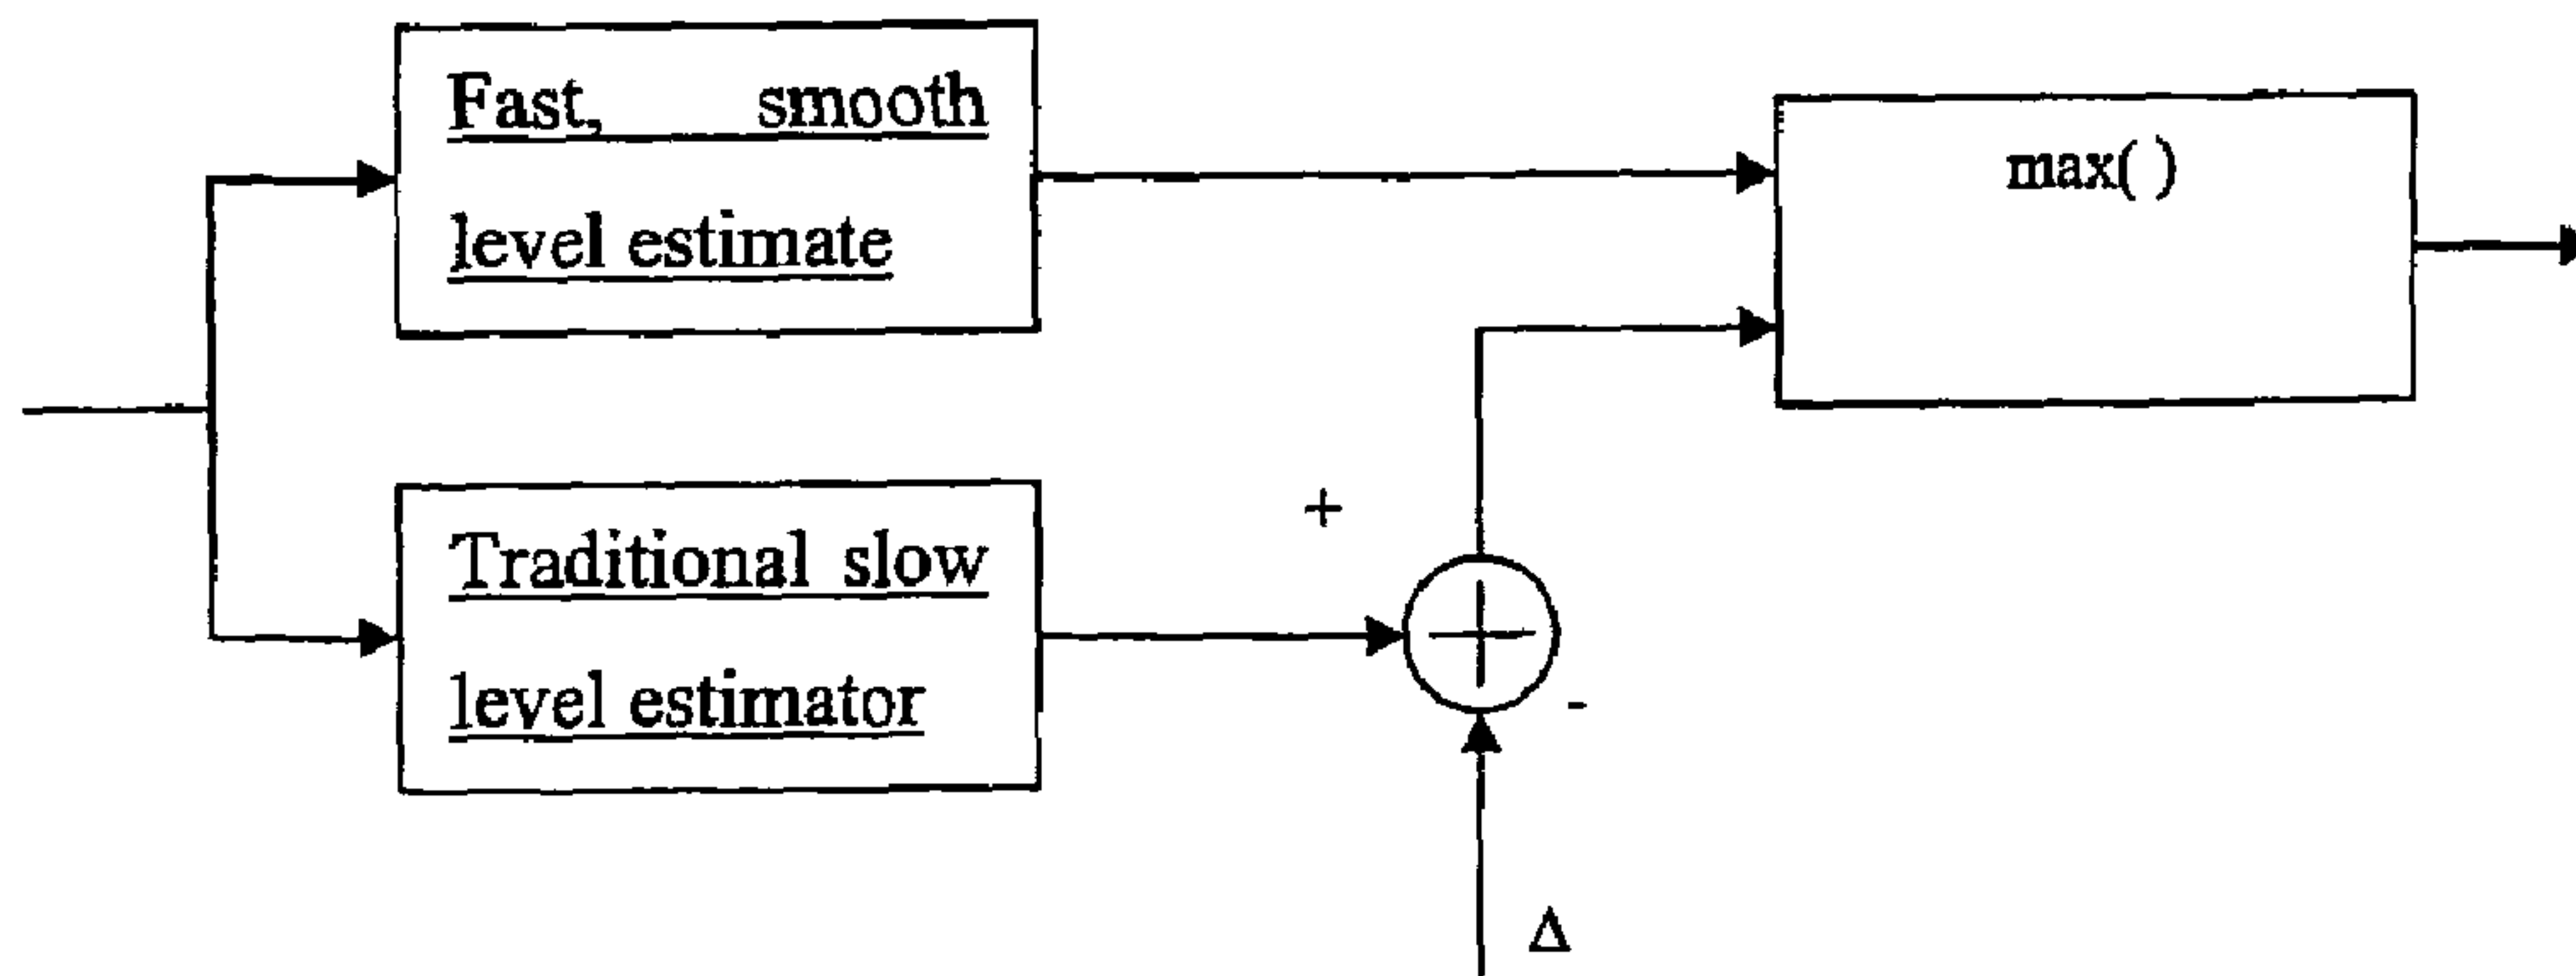 Fast, smooth
level estimate
max( )
+
Traditional slow
level estimator
-
Δ